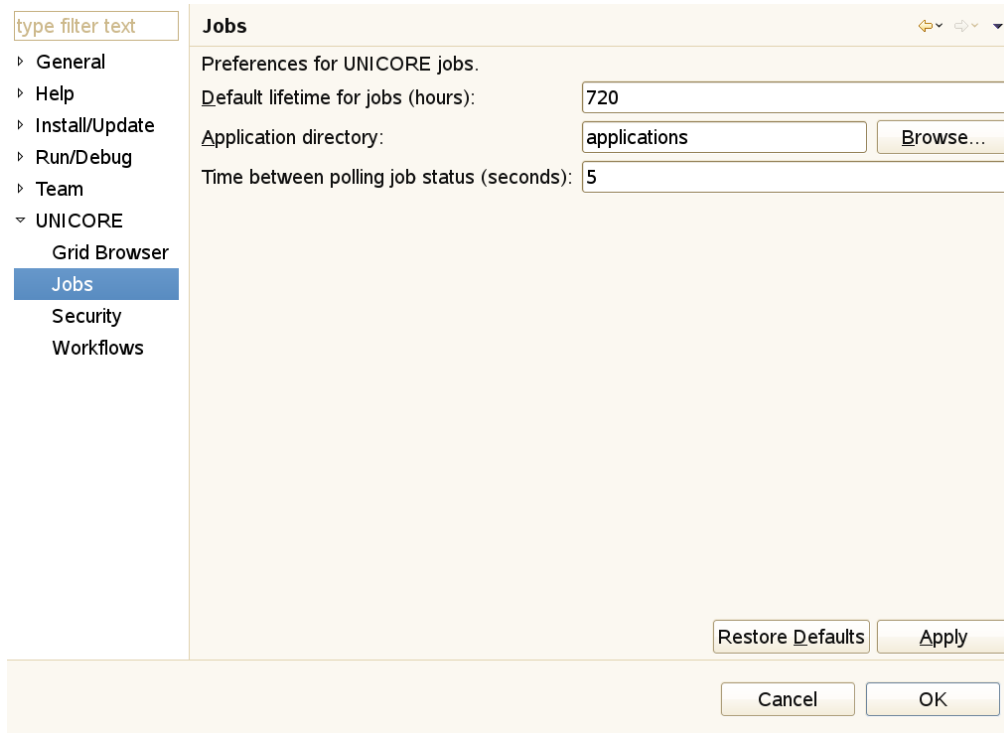 type filter text
General
Help
Install/Update
Run/Debug
Team
UNICORE
Grid Browser
Jobs
Security
Workflows
Jobs
Preferences for UNICORE jobs.
Default lifetime for jobs (hours): 720
Application directory: applications Browse...
Time between polling job status (seconds): 5
Restore Defaults Apply
Cancel OK